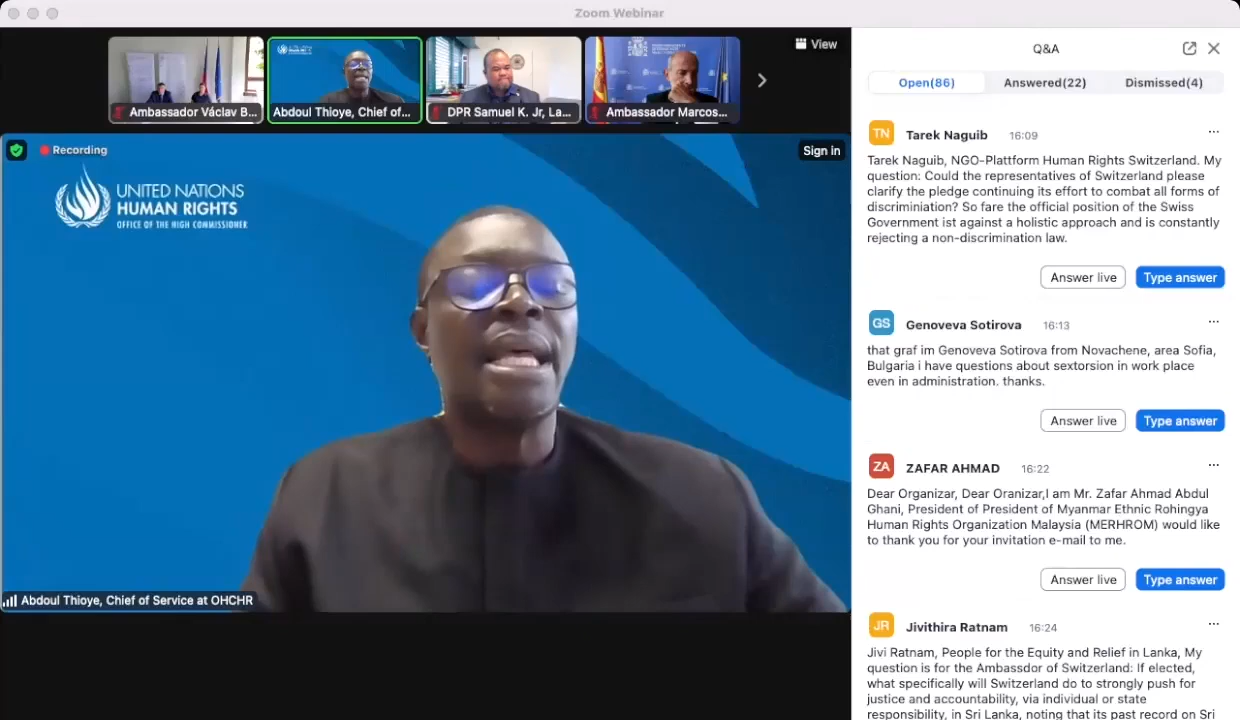 Zoom Webinar
Ambassador Václav B...
Abdoul Thioye, Chief of...
DPR Samuel K. Jr, La...
Ambassador Marcos...
View
Recording
Sign in
UNITED NATIONS
HUMAN RIGHTS
OFFICE OF THE HIGH COMMISSIONER
Abdoul Thioye, Chief of Service at OHCHR
Q&A
Open(86)
Answered(22)
Dismissed(4)
TN Tarek Naguib 16:09
Tarek Naguib, NGO-Plattform Human Rights Switzerland. My
question: Could the representatives of Switzerland please
clarify the pledge continuing its effort to combat all forms of
discriminiation? So fare the official position of the Swiss
Government ist against a holistic approach and is constantly
rejecting a non-discrimination law.
Answer live Type answer
GS Genoveva Sotirova 16:13
that graf im Genoveva Sotirova from Novachene, area Sofia,
Bulgaria i have questions about sextorsion in work place
even in administration. thanks.
Answer live Type answer
ZA ZAFAR AHMAD 16:22
Dear Organizar, Dear Oranizar,I am Mr. Zafar Ahmad Abdul
Ghani, President of President of Myanmar Ethnic Rohingya
Human Rights Organization Malaysia (MERHROM) would like
to thank you for your invitation e-mail to me.
Answer live Type answer
JR Jivithira Ratnam 16:24
Jivi Ratnam, People for the Equity and Relief in Lanka, My
question is for the Ambassdor of Switzerland: If elected,
what specifically will Switzerland do to strongly push for
justice and accountability, via individual or state
responsibility, in Sri Lanka, noting that its past record on Sri